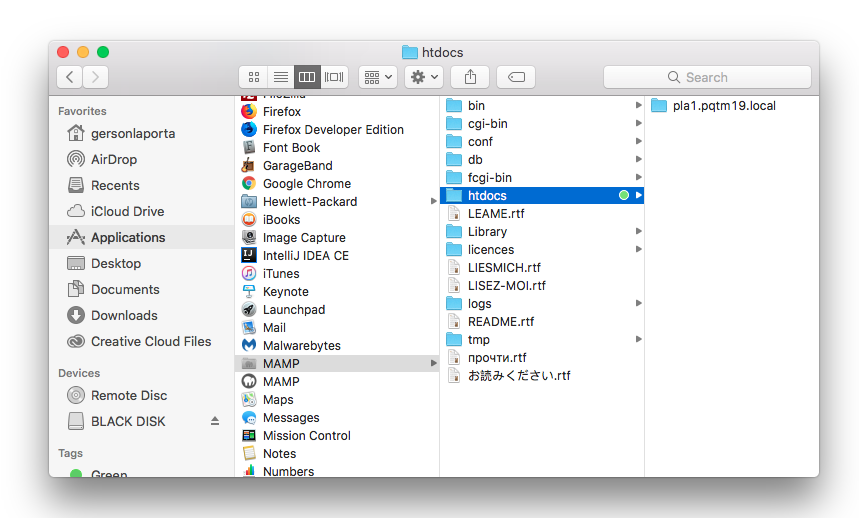 htdocs
Search
Favorites
gersonlaporta
AirDrop
Recents
iCloud Drive
Applications
Desktop
Documents
Downloads
Creative Cloud Files
Devices
Remote Disc
BLACK DISK
Tags
Green
Firefox
Firefox Developer Edition
Font Book
GarageBand
Google Chrome
Hewlett-Packard
iBooks
Image Capture
IntelliJ IDEA CE
iTunes
Keynote
Launchpad
Mail
Malwarebytes
MAMP
MAMP
Maps
Messages
Mission Control
Notes
Numbers
bin
cgi-bin
conf
db
fcgi-bin
htdocs
LEAME.rtf
Library
licences
LIESMICH.rtf
LISEZ-MOI.rtf
logs
README.rtf
tmp
прочти.rtf
お読みください.rtf
pla1.pqtm19.local